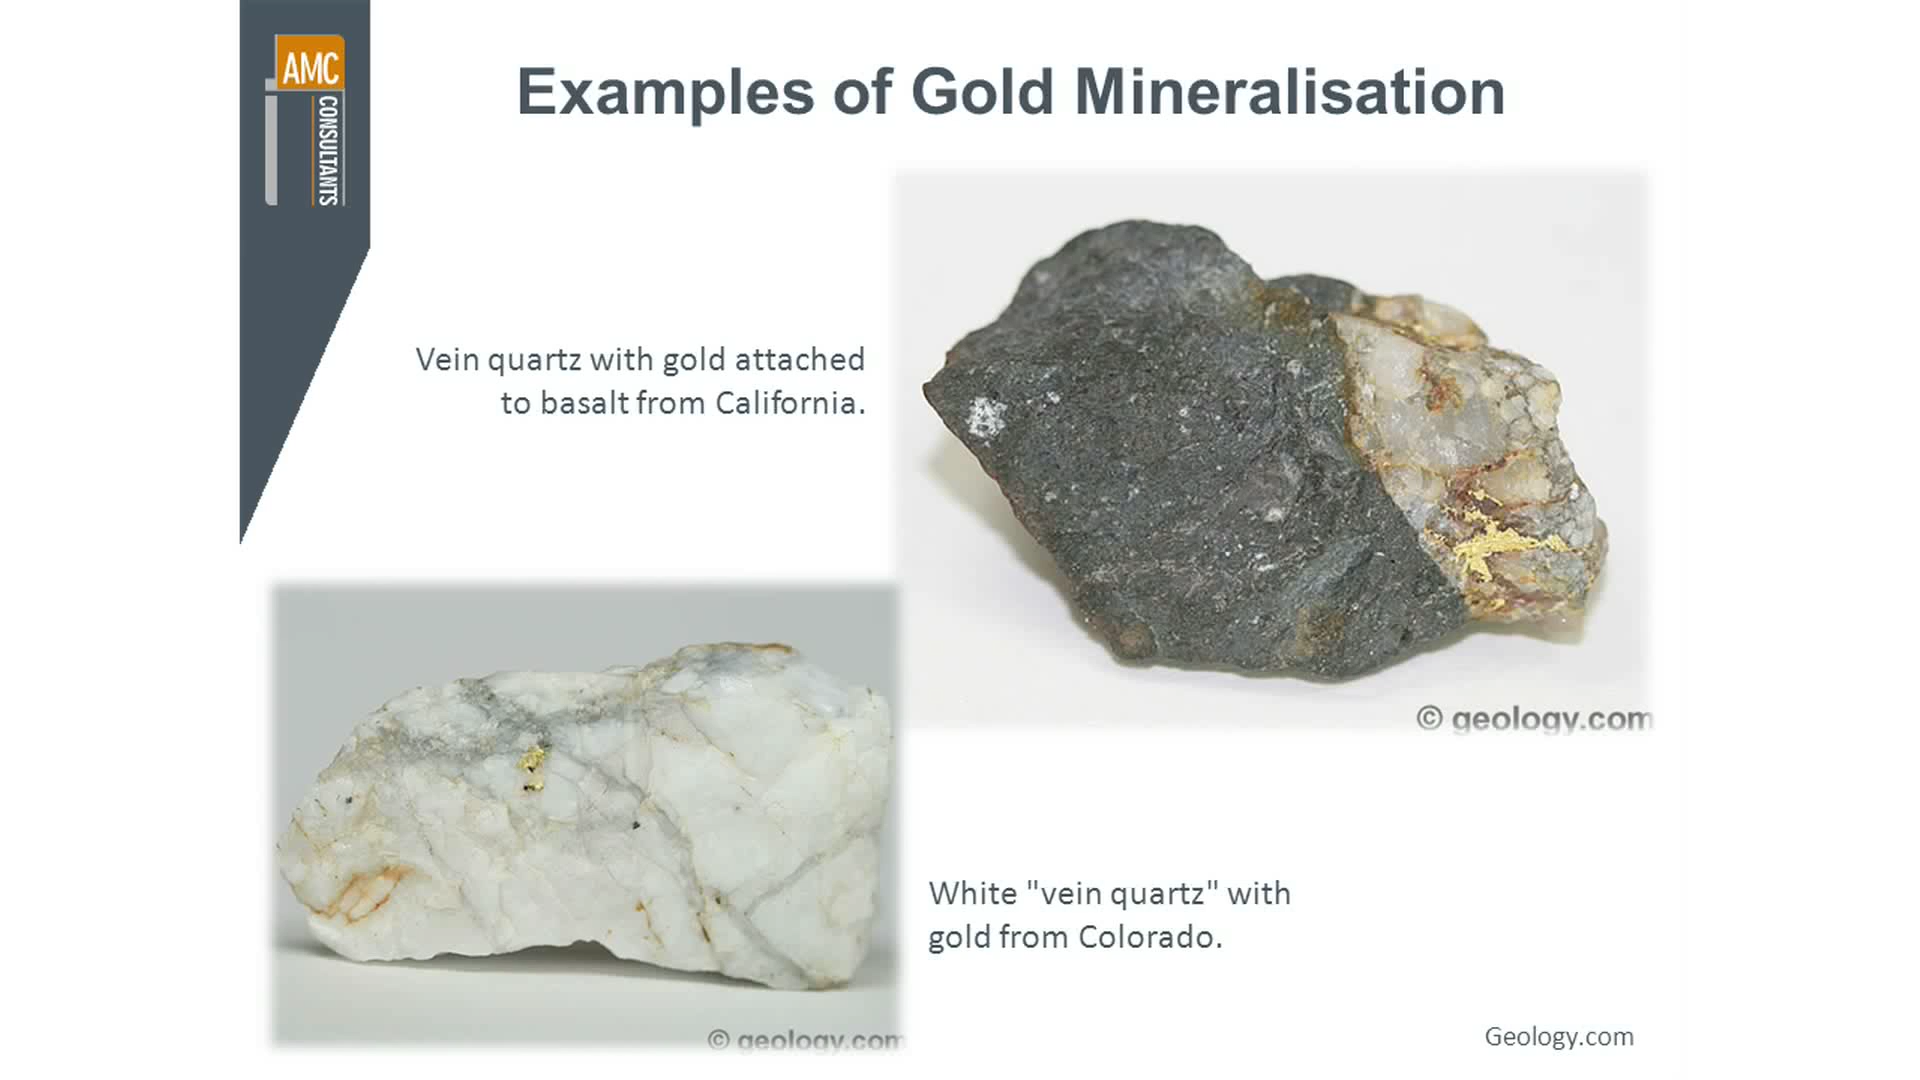 AMC
CONSULTANTS
Examples of Gold Mineralisation
Vein quartz with gold attached
to basalt from California.
© geology.com
© geology.com
White "vein quartz" with
gold from Colorado.
Geology.com